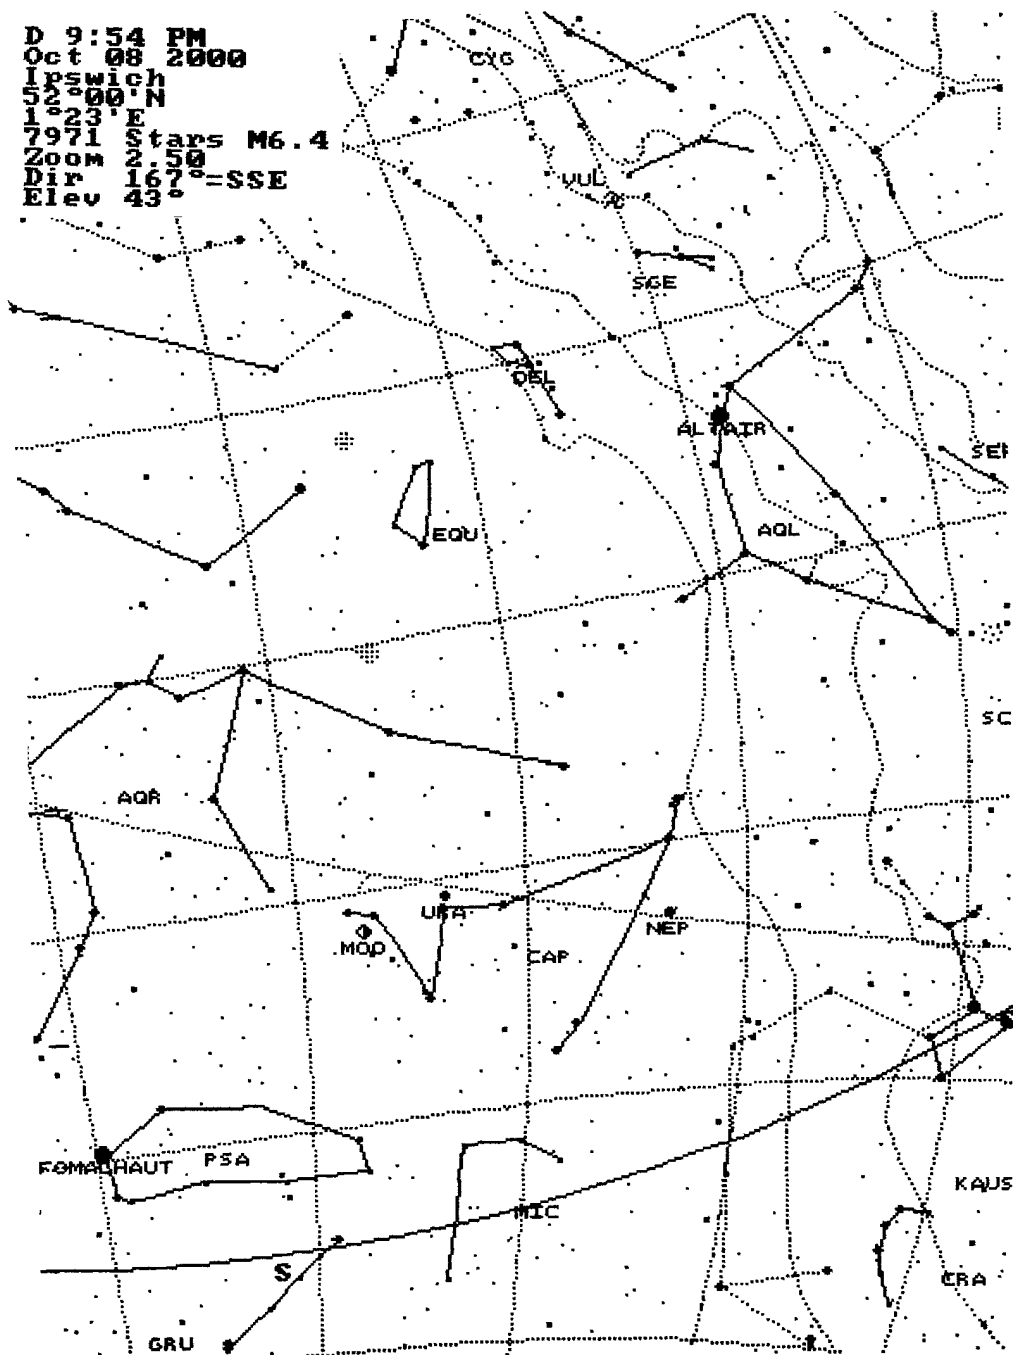 D 9:54 PM
Oct 08 2000
Ipswich
52°00'N
1°23'E
7971 Stars M6.4
Zoom 2.50
Dir 167°=SSE
Elev 43°
CYG
VUL
SGE
DEL
ALTAIR
SER
EQU
AQL
SC
AQR
URA
NEP
MOO
CAP
FOMALHAUT
PSA
KAUS
MIC
S
CRA
GRU